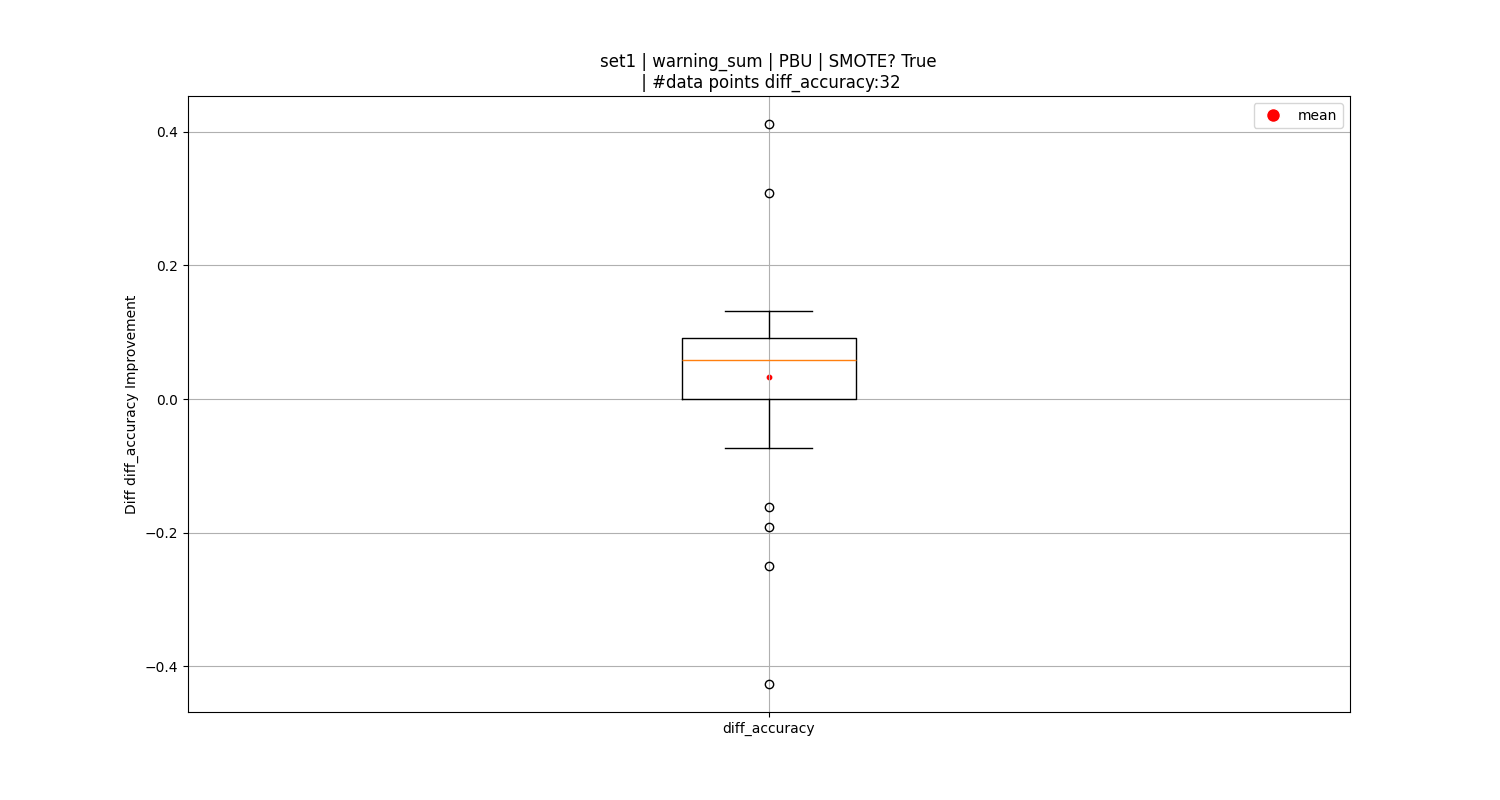 set1 | warning_sum | PBU | SMOTE? True
| #data points diff_accuracy:32
mean
0.4
0.2
0.0
−0.2
−0.4
Diff diff_accuracy Improvement
diff_accuracy